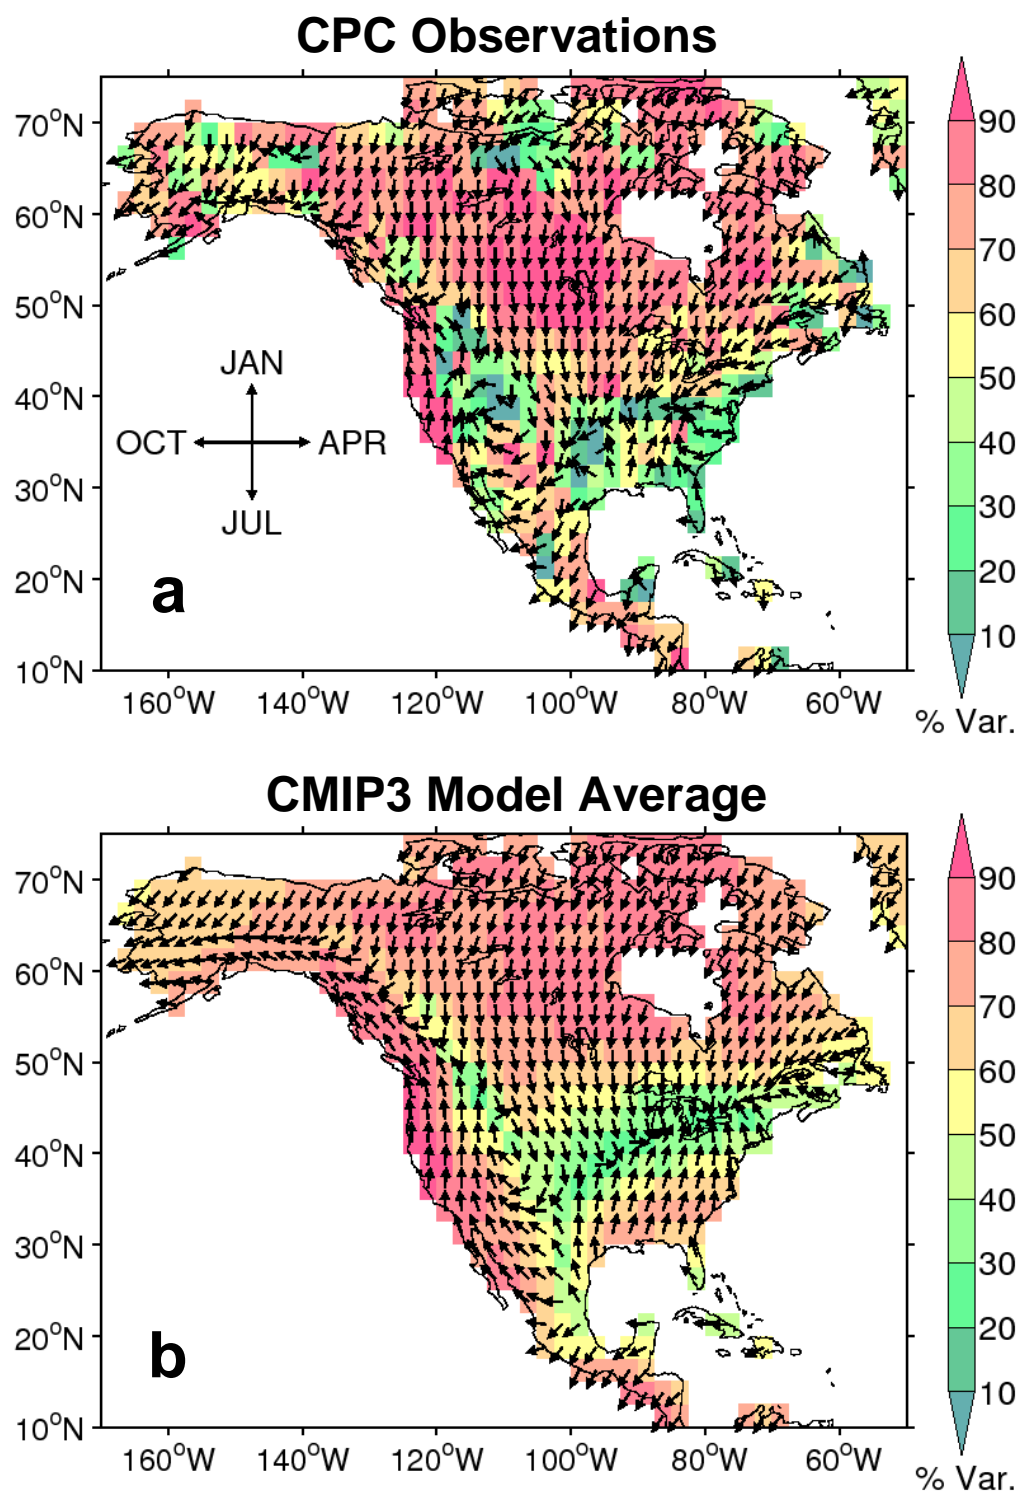 CPC Observations
70°N
60°N
50°N
40°N
30°N
20°N
10°N
JAN
OCT APR
JUL
a
160°W 140°W 120°W 100°W 80°W 60°W
90
80
70
60
50
40
30
20
10
% Var.
CMIP3 Model Average
70°N
60°N
50°N
40°N
30°N
20°N
10°N
b
160°W 140°W 120°W 100°W 80°W 60°W
90
80
70
60
50
40
30
20
10
% Var.